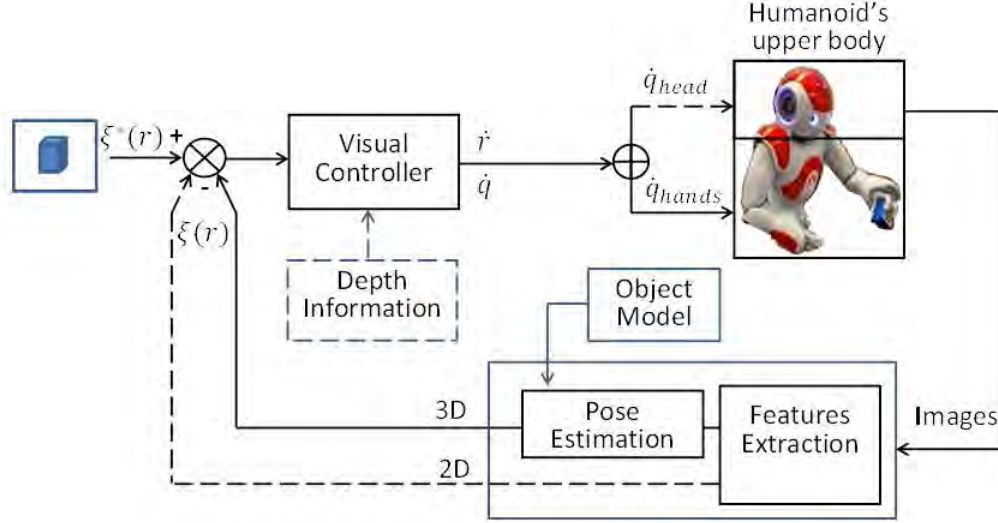 Humanoid's
upper body
q̇head
ξ*(r) +
Visual
Controller
ṙ
q̇
-
ξ(r)
q̇hands
Depth
Information
Object
Model
3D
Pose
Estimation
Features
Extraction
Images
2D